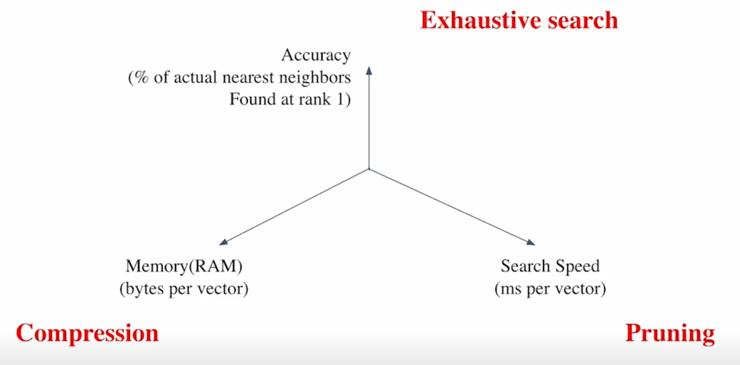 Exhaustive search
Accuracy
(% of actual nearest neighbors
Found at rank 1)
Memory(RAM)
(bytes per vector)
Search Speed
(ms per vector)
Compression
Pruning